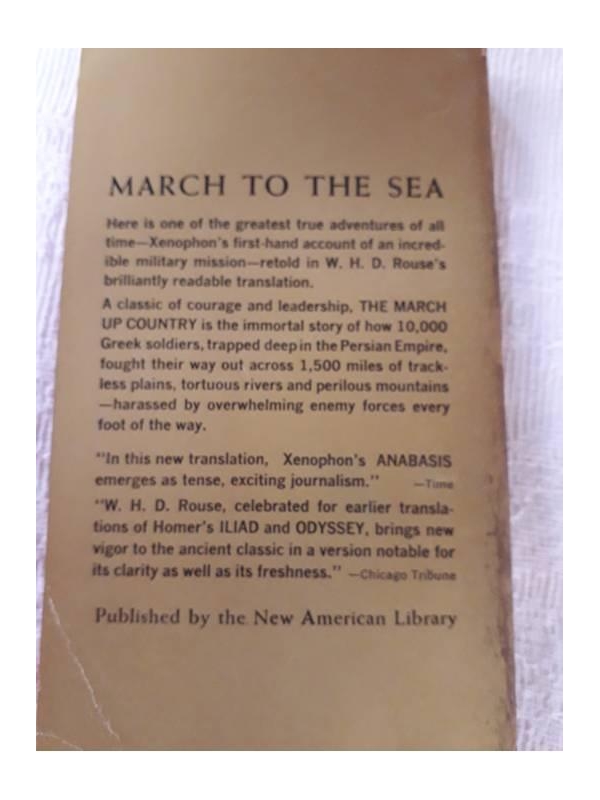 MARCH TO THE SEA
Here is one of the greatest true adventures of all
time—Xenophon's first-hand account of an incred-
ible military mission—retold in W. H. D. Rouse's
brilliantly readable translation.
A classic of courage and leadership, THE MARCH
UP COUNTRY is the immortal story of how 10,000
Greek soldiers, trapped deep in the Persian Empire,
fought their way out across 1,500 miles of track-
less plains, tortuous rivers and perilous mountains
—harassed by overwhelming enemy forces every
foot of the way.
"In this new translation, Xenophon's ANABASIS
emerges as tense, exciting journalism." —Time
"W. H. D. Rouse, celebrated for earlier transla-
tions of Homer's ILIAD and ODYSSEY, brings new
vigor to the ancient classic in a version notable for
its clarity as well as its freshness." —Chicago Tribune
Published by the New American Library